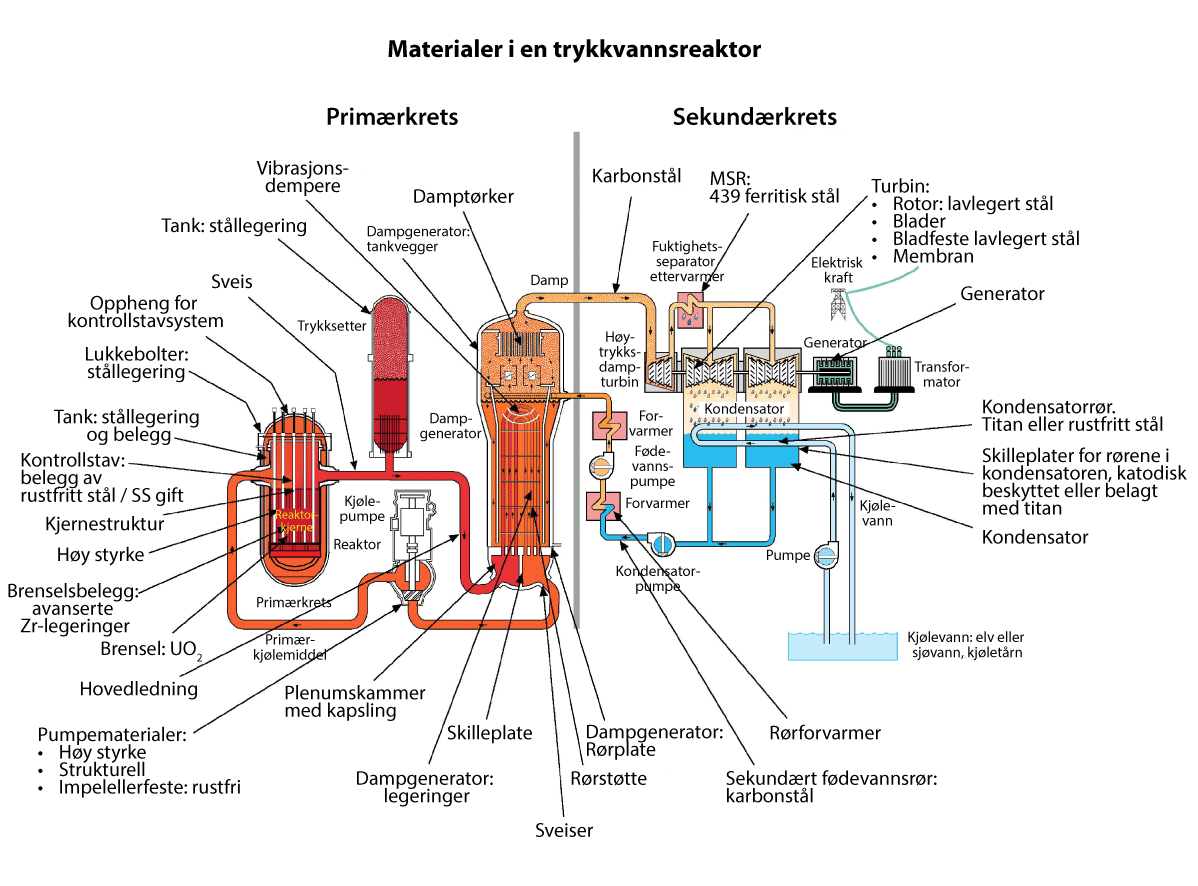 Materialer i en trykkvannsreaktor
Primærkrets
Sekundærkrets
Vibrasjons-
dempere
Damptørker
Karbonstål
MSR:
439 ferritisk stål
Turbin:
• Rotor: lavlegert stål
• Blader
• Bladfeste lavlegert stål
• Membran
Tank: stållegering
Dampgenerator:
tankvegger
Fuktighets-
separator
ettervarmer
Elektrisk
kraft
Sveis
Damp
Generator
Oppheng for
kontrollstavsystem
Trykksetter
Høy-
trykks-
damp-
turbin
Generator
Lukkebolter:
stållegering
Transfor-
mator
Tank: stållegering
og belegg
Damp-
generator
For-
varmer
Kondensator
Kondensatorrør.
Titan eller rustfritt stål
Kontrollstav:
belegg av
rustfritt stål / SS gift
Føde-
vanns-
pumpe
Skilleplater for rørene i
kondensatoren, katodisk
beskyttet eller belagt
med titan
Kjernestruktur
Reaktor-
kjerne
Kjøle-
pumpe
Forvarmer
Kjøle-
vann
Kondensator
Høy styrke
Reaktor
Pumpe
Kondensator-
pumpe
Brenselsbelegg:
avanserte
Zr-legeringer
Primærkrets
Brensel: UO2
Primær-
kjølemiddel
Kjølevann: elv eller
sjøvann, kjøletårn
Hovedledning
Plenumskammer
med kapsling
Pumpematerialer:
• Høy styrke
• Strukturell
• Impelellerfeste: rustfri
Skilleplate
Dampgenerator:
Rørplate
Rørforvarmer
Dampgenerator:
legeringer
Rørstøtte
Sekundært fødevannsrør:
karbonstål
Sveiser